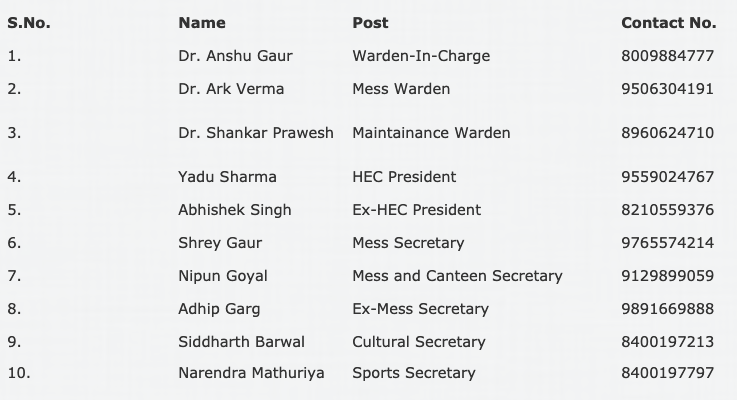 S.No. Name Post Contact No.
1. Dr. Anshu Gaur Warden-In-Charge 8009884777
2. Dr. Ark Verma Mess Warden 9506304191
3. Dr. Shankar Prawesh Maintainance Warden 8960624710
4. Yadu Sharma HEC President 9559024767
5. Abhishek Singh Ex-HEC President 8210559376
6. Shrey Gaur Mess Secretary 9765574214
7. Nipun Goyal Mess and Canteen Secretary 9129899059
8. Adhip Garg Ex-Mess Secretary 9891669888
9. Siddharth Barwal Cultural Secretary 8400197213
10. Narendra Mathuriya Sports Secretary 8400197797